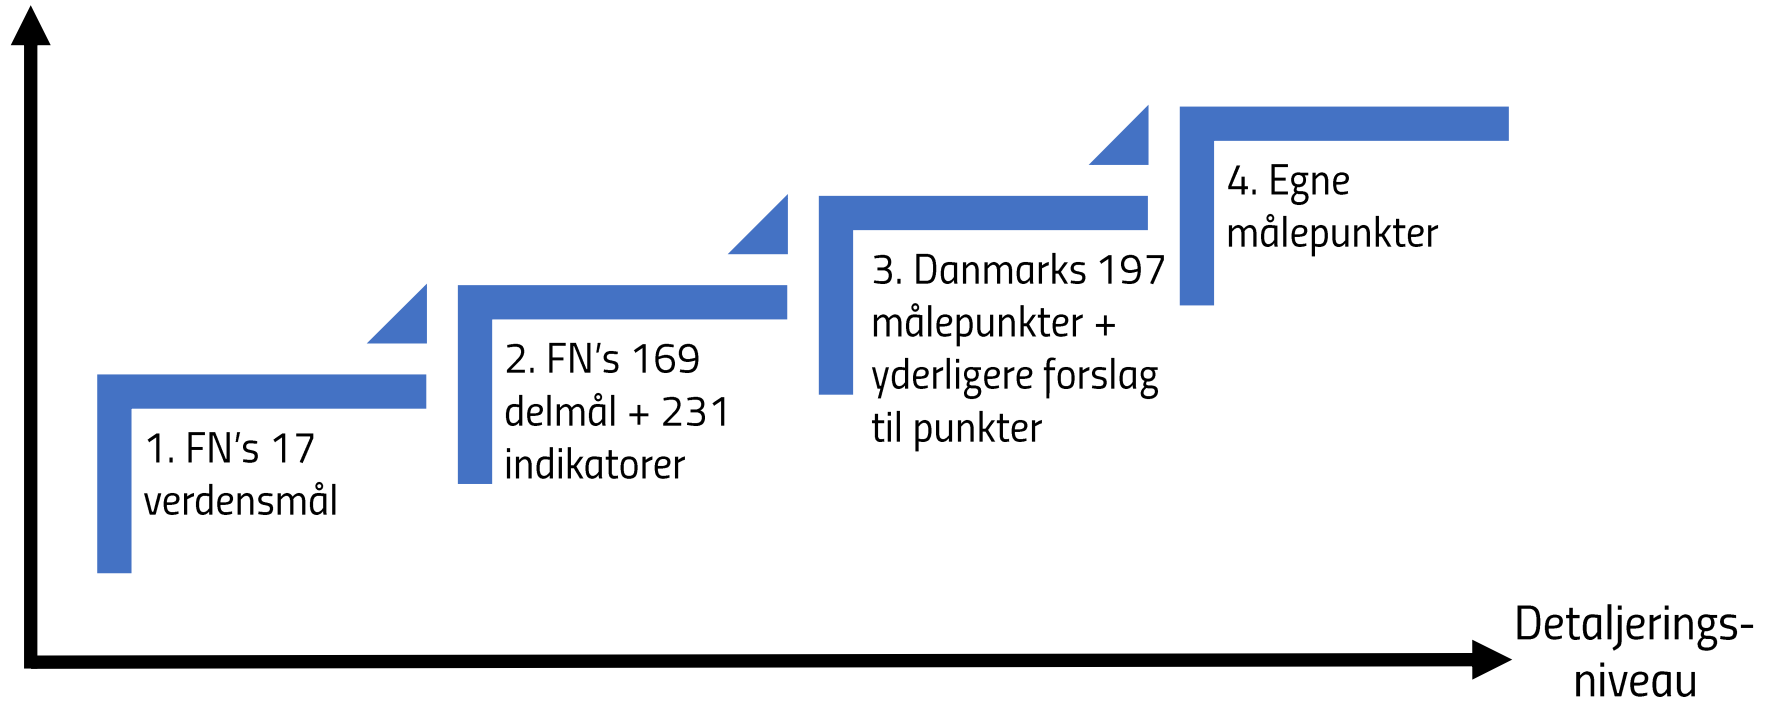 1. FN's 17
verdensmål
2. FN's 169
delmål + 231
indikatorer
3. Danmarks 197
målepunkter +
yderligere forslag
til punkter
4. Egne
målepunkter
Detaljerings-
niveau